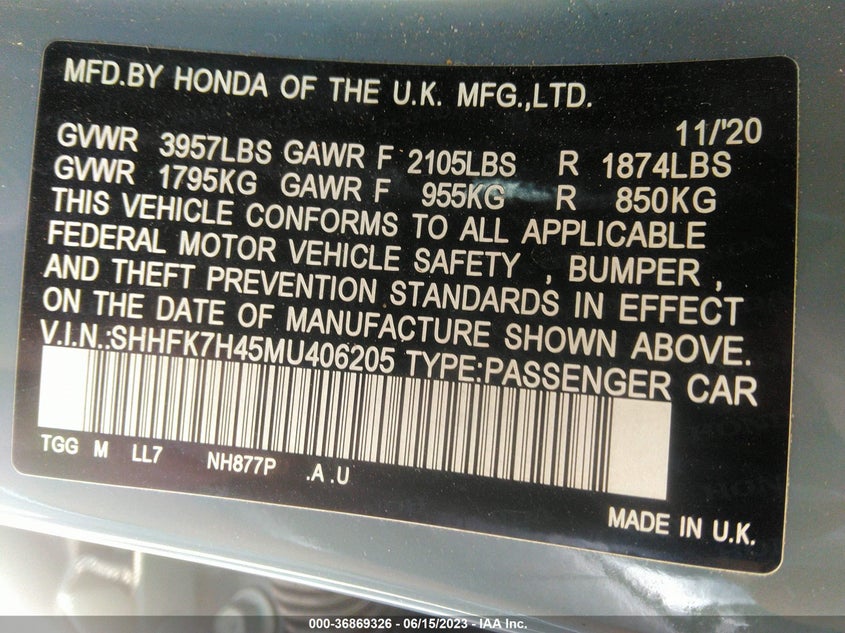 MFD.BY HONDA OF THE U.K. MFG.,LTD.
11/'20
GVWR 3957LBS GAWR F 2105LBS R 1874LBS
GVWR 1795KG GAWR F 955KG R 850KG
THIS VEHICLE CONFORMS TO ALL APPLICABLE
FEDERAL MOTOR VEHICLE SAFETY , BUMPER ,
AND THEFT PREVENTION STANDARDS IN EFFECT
ON THE DATE OF MANUFACTURE SHOWN ABOVE.
V.I.N.:SHHFK7H45MU406205 TYPE:PASSENGER CAR
TGG M LL7 NH877P .A .U
MADE IN U.K.
000-36869326 - 06/15/2023 - IAA Inc.